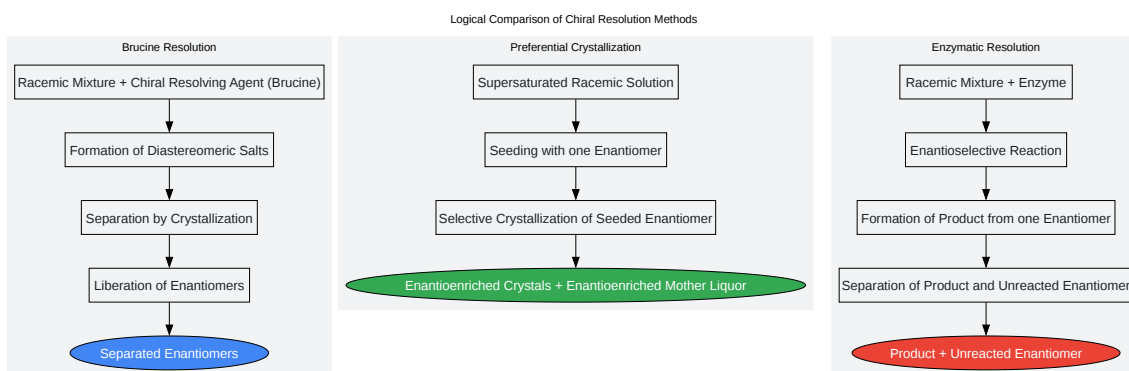 Logical Comparison of Chiral Resolution Methods
Brucine Resolution
Racemic Mixture + Chiral Resolving Agent (Brucine)
Formation of Diastereomeric Salts
Separation by Crystallization
Liberation of Enantiomers
Separated Enantiomers
Preferential Crystallization
Supersaturated Racemic Solution
Seeding with one Enantiomer
Selective Crystallization of Seeded Enantiomer
Enantioenriched Crystals + Enantioenriched Mother Liquor
Enzymatic Resolution
Racemic Mixture + Enzyme
Enantioselective Reaction
Formation of Product from one Enantiomer
Separation of Product and Unreacted Enantiomer
Product + Unreacted Enantiomer